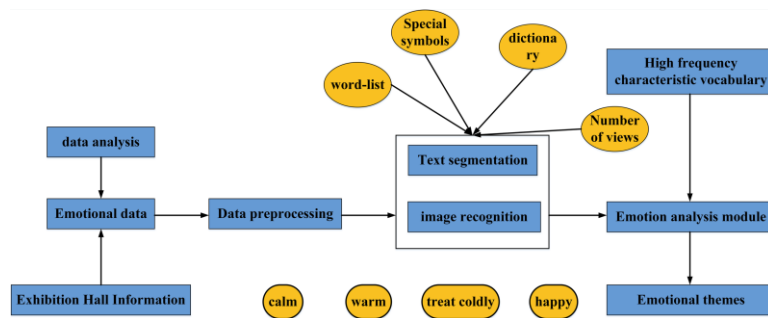 Special
symbols
dictiona
ry
word-list
High frequency
characteristic vocabulary
Number
of views
data analysis
Text segmentation
Emotional data
Data preprocessing
image recognition
Emotion analysis module
Exhibition Hall Information
calm
warm
treat coldly
happy
Emotional themes